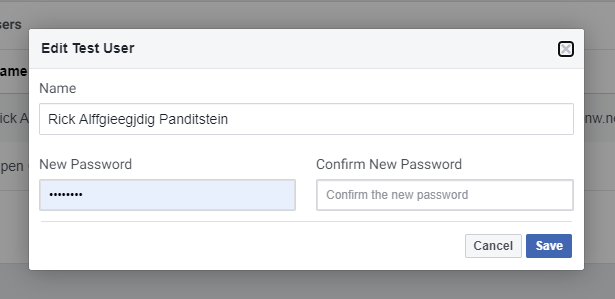 sers
Edit Test User
ame
Name
ick A
Rick Alffgieegjdig Panditstein
nw.n
pen
New Password
Confirm New Password
••••••••
Confirm the new password
Cancel
Save